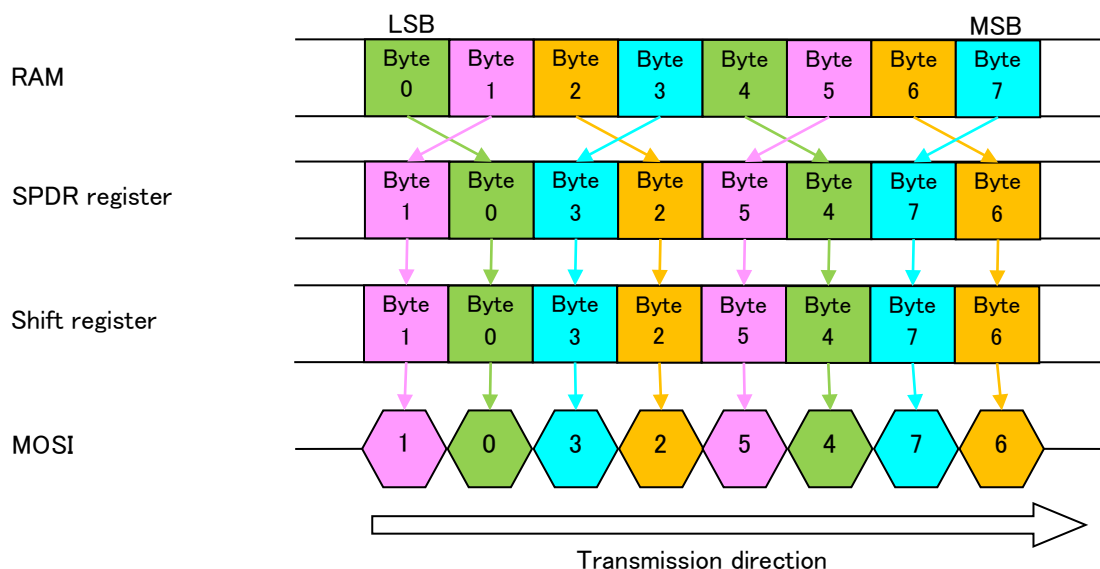 LSB MSB
RAM
Byte Byte Byte Byte Byte Byte Byte Byte
0 1 2 3 4 5 6 7
SPDR register
Byte Byte Byte Byte Byte Byte Byte Byte
1 0 3 2 5 4 7 6
Shift register
Byte Byte Byte Byte Byte Byte Byte Byte
1 0 3 2 5 4 7 6
MOSI
1 0 3 2 5 4 7 6
Transmission direction